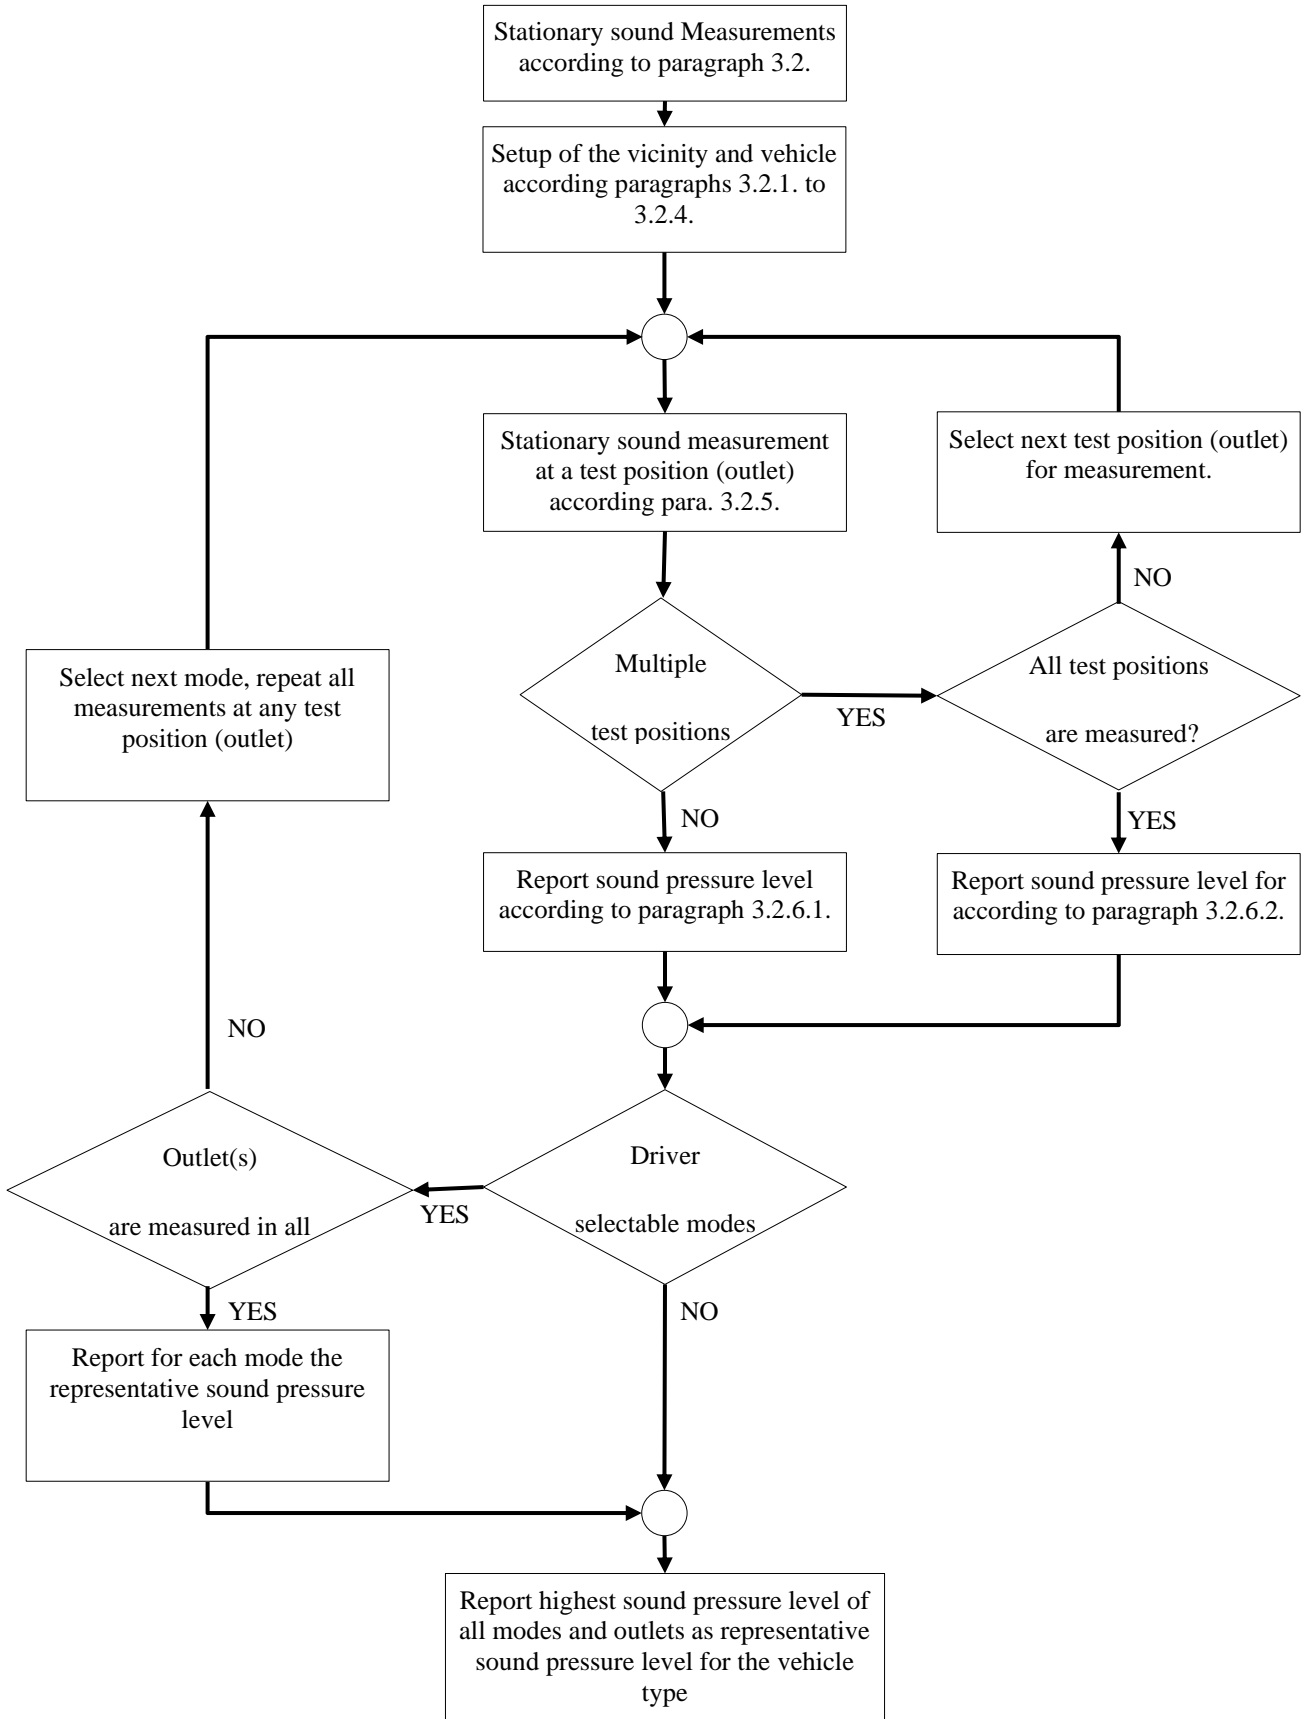 Stationary sound Measurements
according to paragraph 3.2.
Setup of the vicinity and vehicle
according paragraphs 3.2.1. to
3.2.4.
Stationary sound measurement
at a test position (outlet)
according para. 3.2.5.
Select next test position (outlet)
for measurement.
NO
Multiple
test positions
YES
All test positions
are measured?
Select next mode, repeat all
measurements at any test
position (outlet)
NO
YES
Report sound pressure level
according to paragraph 3.2.6.1.
Report sound pressure level for
according to paragraph 3.2.6.2.
NO
Driver
selectable modes
YES
Outlet(s)
are measured in all
YES
NO
Report for each mode the
representative sound pressure
level
Report highest sound pressure level of
all modes and outlets as representative
sound pressure level for the vehicle
type